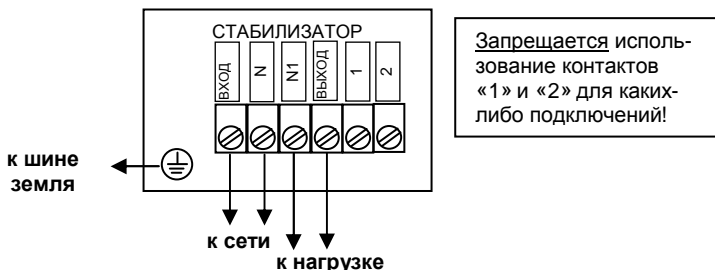 СТАБИЛИЗАТОР
ВХОД
N
N1
ВЫХОД
1
2
Запрещается исполь-
зование контактов
«1» и «2» для каких-
либо подключений!
к шине
земля
к сети
к нагрузке